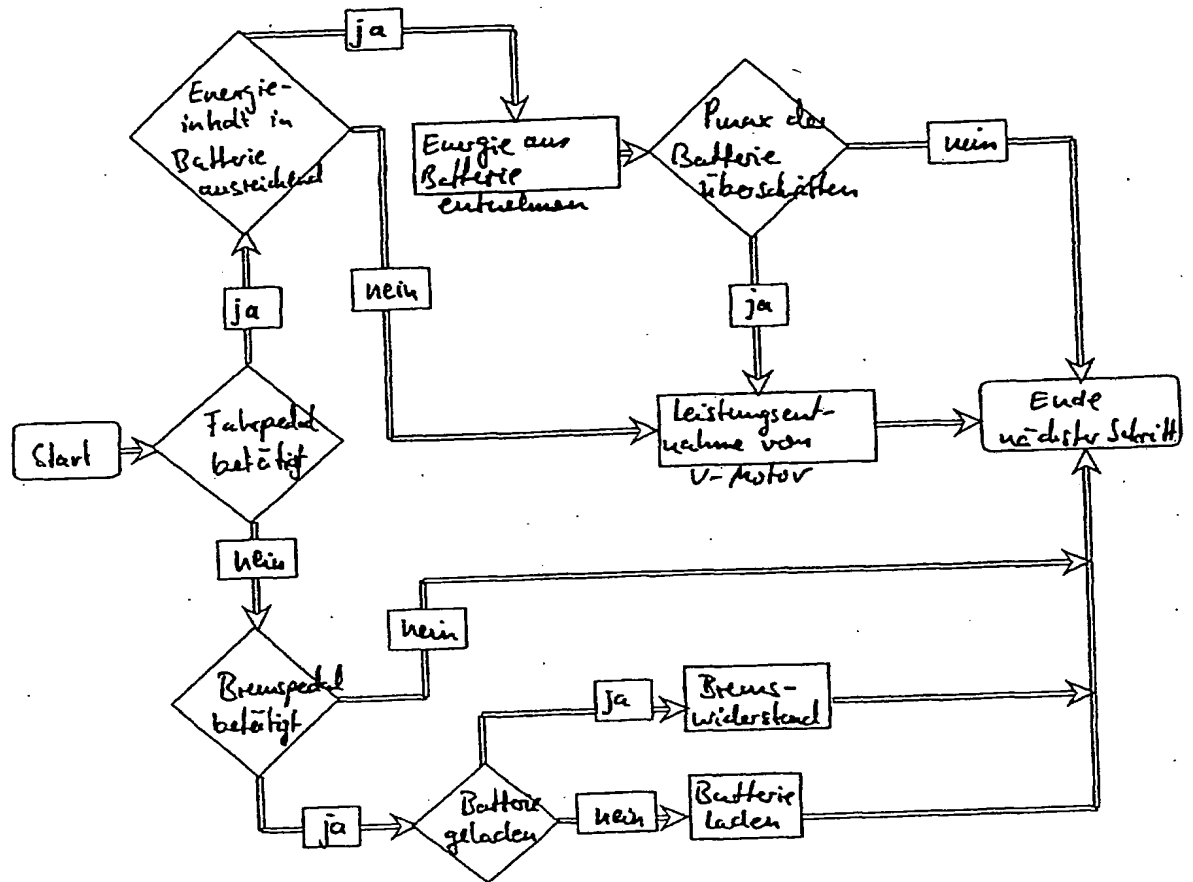 ja
Energie-
inhalt in
Batterie
ausreichend
Energie aus
Batterie
entnehmen
Pmax der
Batterie
überschritten
nein
ja
nein
ja
Start
Fahrpedal
betätigt
Leistungsent-
nahme vom
V-Motor
Ende
nächster Schritt
nein
nein
Bremspedal
betätigt
ja
Brems-
widerstand
ja
Batterie
geladen
nein
Batterie
laden